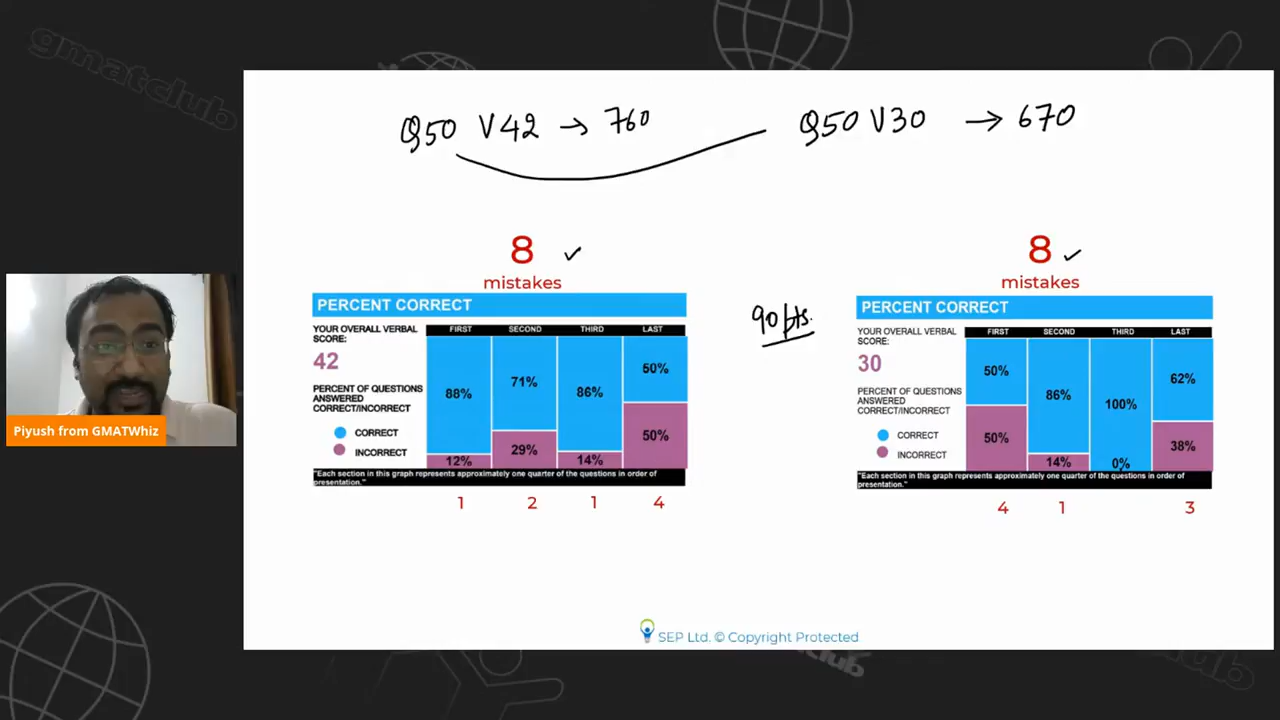 gmatclub
Q50 V42 → 760
Q50 V30 → 670
8 ✓
mistakes
8 ✓
mistakes
90 pts.
PERCENT CORRECT
YOUR OVERALL VERBAL
SCORE:
42
PERCENT OF QUESTIONS
ANSWERED
CORRECT/INCORRECT
CORRECT
INCORRECT
FIRST SECOND THIRD LAST
88% 71% 86% 50%
12% 29% 14% 50%
"Each section in this graph represents approximately one quarter of the questions in order of
presentation."
1 2 1 4
PERCENT CORRECT
YOUR OVERALL VERBAL
SCORE:
30
PERCENT OF QUESTIONS
ANSWERED
CORRECT/INCORRECT
CORRECT
INCORRECT
FIRST SECOND THIRD LAST
50% 86% 100% 62%
50% 14% 0% 38%
"Each section in this graph represents approximately one quarter of the questions in order of
presentation."
4 1 3
Piyush from GMATWhiz
SEP Ltd. © Copyright Protected
gmatclub